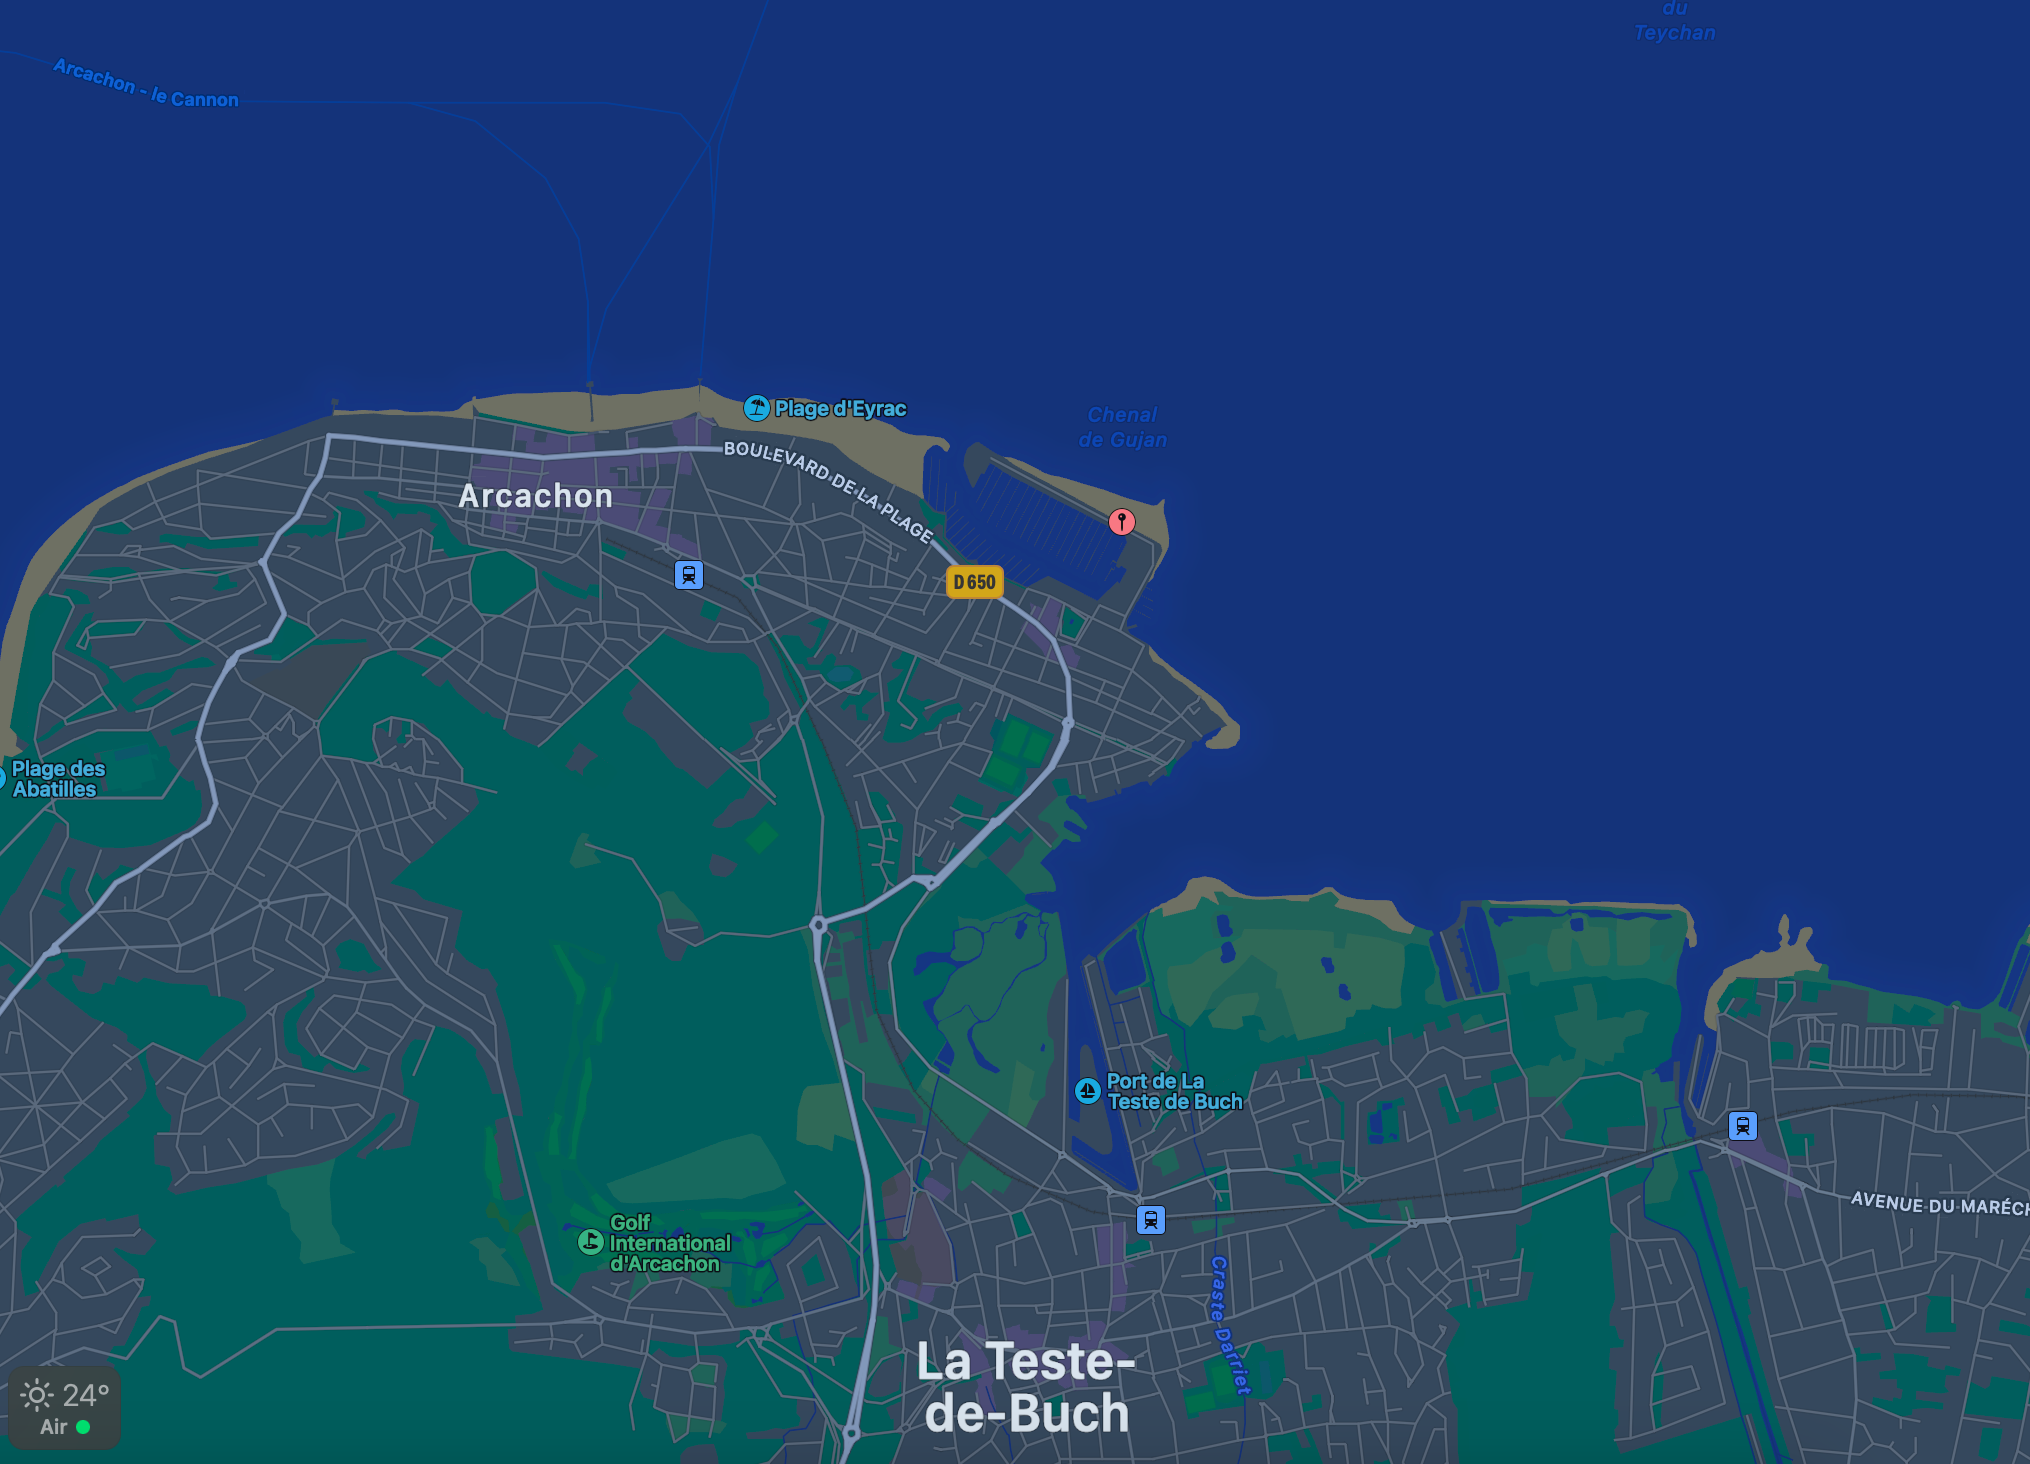 du
Teychan
Arcachon - le Cannon
Plage d'Eyrac
Chenal
de Gujan
BOULEVARD DE LA PLAGE
Arcachon
D 650
Plage des
Abatilles
Port de La
Teste de Buch
AVENUE DU MARÉCH
Golf
International
d'Arcachon
Craste Darriet
La Teste-
de-Buch
24°
Air